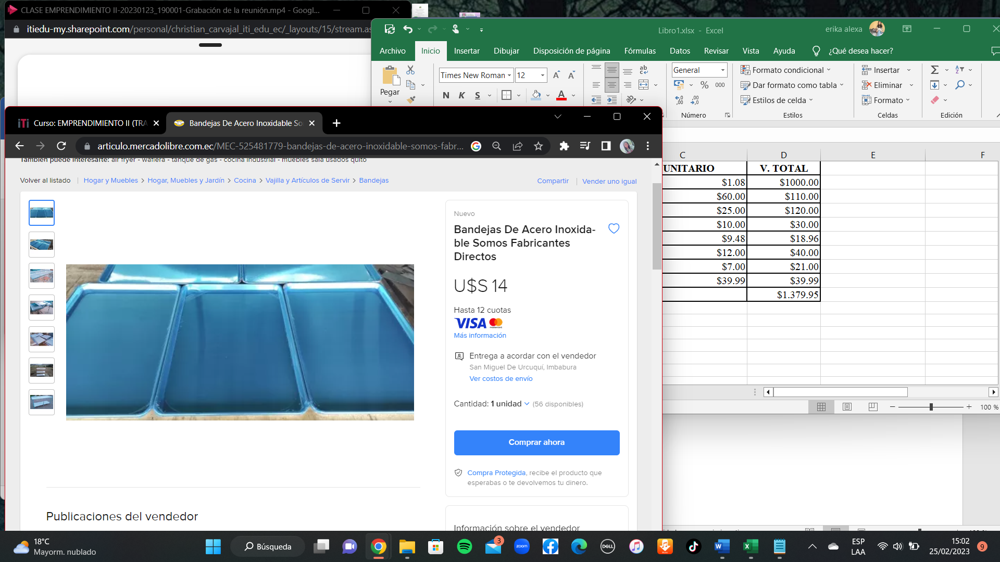 CLASE EMPRENDIMIENTO II-20230123_190001-Grabación de la reunión.mp4 - Googl...
itiedu-my.sharepoint.com/personal/christian_carvajal_iti_edu_ec/_layouts/15/stream.as
Libro1.xlsx - Excel
erika alexa
Archivo Inicio Insertar Dibujar Disposición de página Fórmulas Datos Revisar Vista Ayuda ¿Qué desea hacer?
Pegar
Times New Roman 12
N K S
General
% 000
Número
Formato condicional
Dar formato como tabla
Estilos de celda
Estilos
Insertar
Eliminar
Formato
Celdas
Edición
Curso: EMPRENDIMIENTO II (TRA
Bandejas De Acero Inoxidable So
articulo.mercadolibre.com.ec/MEC-525481779-bandejas-de-acero-inoxidable-somos-fabr...
También puede interesarte: air fryer - waflera - tanque de gas - cocina industrial - muebles sala usados quito
Volver al listado | Hogar y Muebles > Hogar, Muebles y Jardín > Cocina > Vajilla y Artículos de Servir > Bandejas
Compartir | Vender uno igual
Nuevo
Bandejas De Acero Inoxida-
ble Somos Fabricantes
Directos
U$S 14
Hasta 12 cuotas
VISA mastercard
Más información
Entrega a acordar con el vendedor
San Miguel De Urcuquí, Imbabura
Ver costos de envío
Cantidad: 1 unidad (56 disponibles)
Comprar ahora
Compra Protegida, recibe el producto que
esperabas o te devolvemos tu dinero.
Publicaciones del vendedor
Información sobre el vendedor
C D E F
UNITARIO V. TOTAL
$1.08 $1000.00
$60.00 $110.00
$25.00 $120.00
$10.00 $30.00
$9.48 $18.96
$12.00 $40.00
$7.00 $21.00
$39.99 $39.99
$1.379.95
100 %
18°C
Mayorm. nublado
Búsqueda
3
zoom
DELL
ESP
LAA
15:02
25/02/2023
9